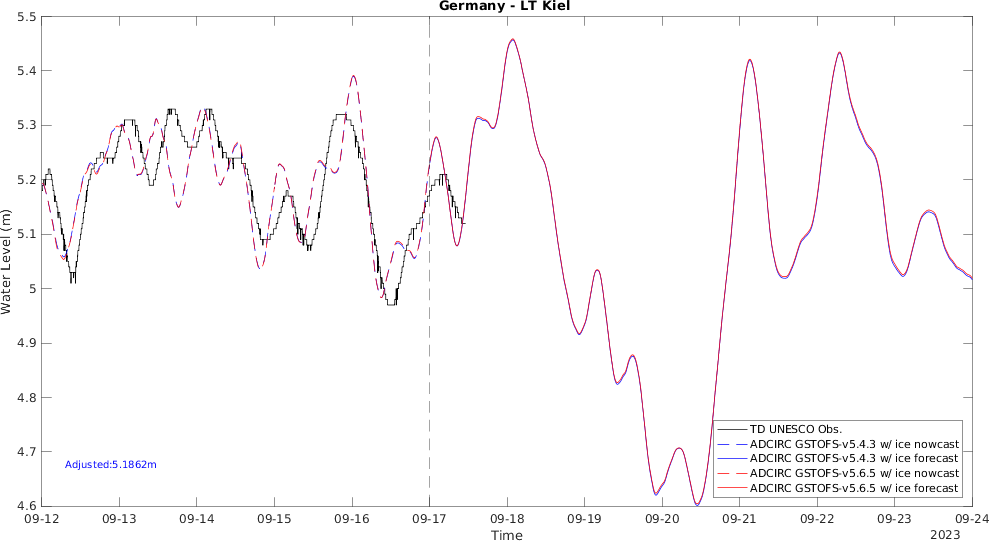 Germany - LT Kiel
Water Level (m)
5.5
5.4
5.3
5.2
5.1
5
4.9
4.8
4.7
4.6
Adjusted:5.1862m
TD UNESCO Obs.
ADCIRC GSTOFS-v5.4.3 w/ ice nowcast
ADCIRC GSTOFS-v5.4.3 w/ ice forecast
ADCIRC GSTOFS-v5.6.5 w/ ice nowcast
ADCIRC GSTOFS-v5.6.5 w/ ice forecast
09-12 09-13 09-14 09-15 09-16 09-17 09-18 09-19 09-20 09-21 09-22 09-23 09-24
Time
2023